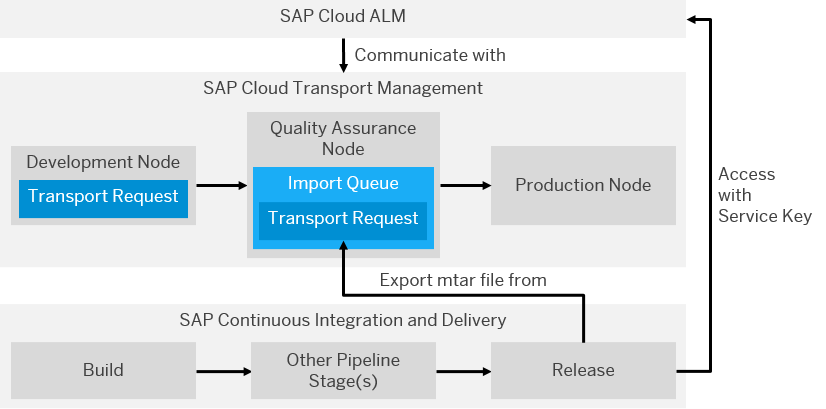 SAP Cloud ALM
Communicate with
SAP Cloud Transport Management
Quality Assurance
Node
Development Node
Import Queue
Transport Request
Production Node
Transport Request
Access
with
Service Key
Export mtar file from
SAP Continuous Integration and Delivery
Build
Other Pipeline
Stage(s)
Release